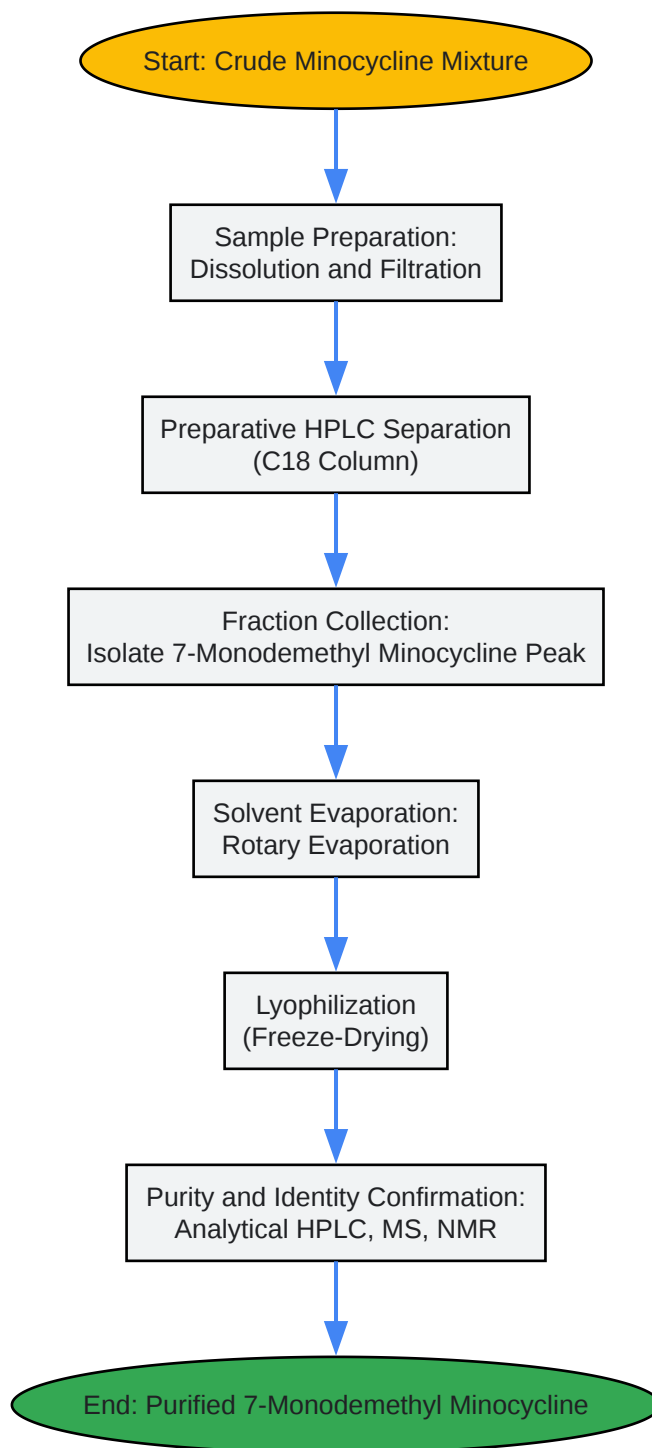 Start: Crude Minocycline Mixture
Sample Preparation:
Dissolution and Filtration
Preparative HPLC Separation
(C18 Column)
Fraction Collection:
Isolate 7-Monodemethyl Minocycline Peak
Solvent Evaporation:
Rotary Evaporation
Lyophilization
(Freeze-Drying)
Purity and Identity Confirmation:
Analytical HPLC, MS, NMR
End: Purified 7-Monodemethyl Minocycline